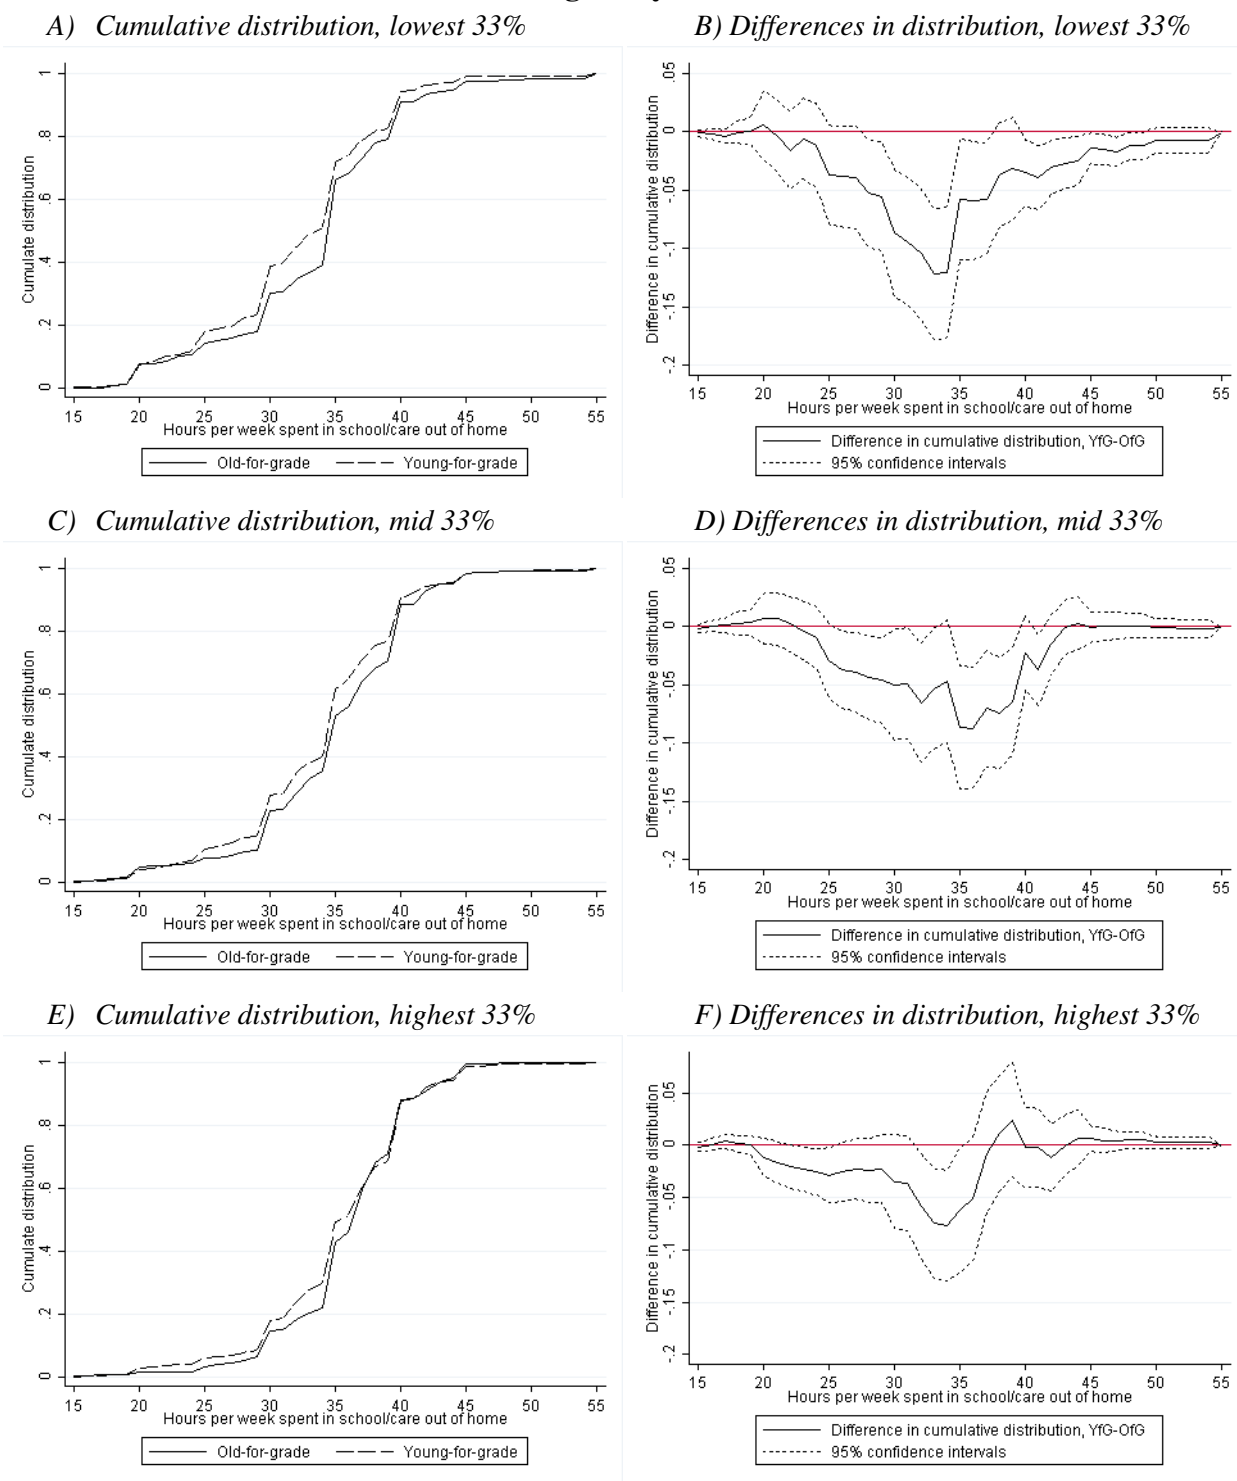 A) Cumulative distribution, lowest 33%
Cumulate distribution
1
.8
.6
.4
.2
0
15 20 25 30 35 40 45 50 55
Hours per week spent in school/care out of home
Old-for-grade Young-for-grade
B) Differences in distribution, lowest 33%
Difference in cumulative distribution
.05
0
-.05
-.1
-.15
-.2
15 20 25 30 35 40 45 50 55
Hours per week spent in school/care out of home
Difference in cumulative distribution, YfG-OfG
95% confidence intervals
C) Cumulative distribution, mid 33%
Cumulate distribution
1
.8
.6
.4
.2
0
15 20 25 30 35 40 45 50 55
Hours per week spent in school/care out of home
Old-for-grade Young-for-grade
D) Differences in distribution, mid 33%
Difference in cumulative distribution
.05
0
-.05
-.1
-.15
-.2
15 20 25 30 35 40 45 50 55
Hours per week spent in school/care out of home
Difference in cumulative distribution, YfG-OfG
95% confidence intervals
E) Cumulative distribution, highest 33%
Cumulate distribution
1
.8
.6
.4
.2
0
15 20 25 30 35 40 45 50 55
Hours per week spent in school/care out of home
Old-for-grade Young-for-grade
F) Differences in distribution, highest 33%
Difference in cumulative distribution
.05
0
-.05
-.1
-.15
-.2
15 20 25 30 35 40 45 50 55
Hours per week spent in school/care out of home
Difference in cumulative distribution, YfG-OfG
95% confidence intervals